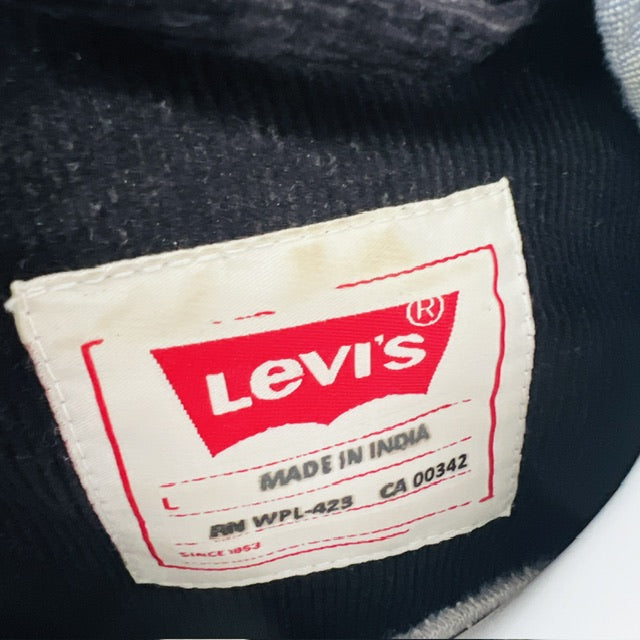 Levi's®
MADE IN INDIA
L
RN WPL-423 CA 00342
SINCE 1853